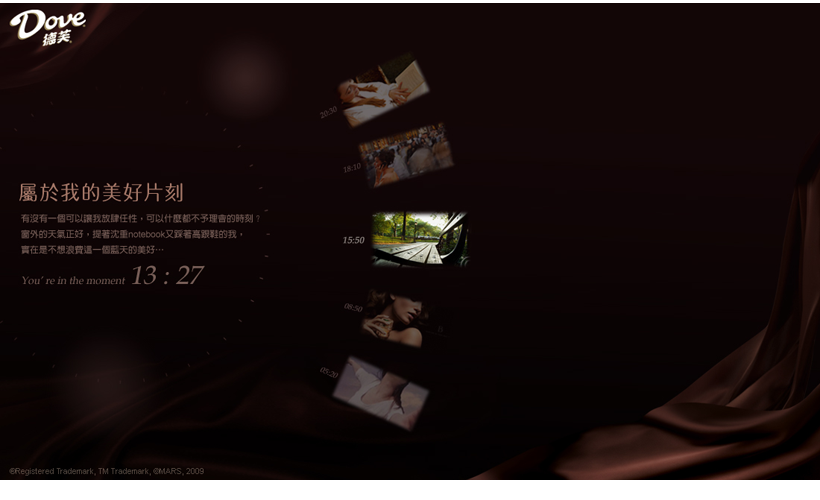 Dove
德芙
20:30
18:10
屬於我的美好片刻
有沒有一個可以讓我放肆任性，可以什麼都不予理會的時刻？
窗外的天氣正好，提著沈重notebook又踩著高跟鞋的我，
實在是不想浪費這一個藍天的美好…
15:50
You're in the moment 13 : 27
08:50
05:20
©Registered Trademark, TM Trademark, ©MARS, 2009